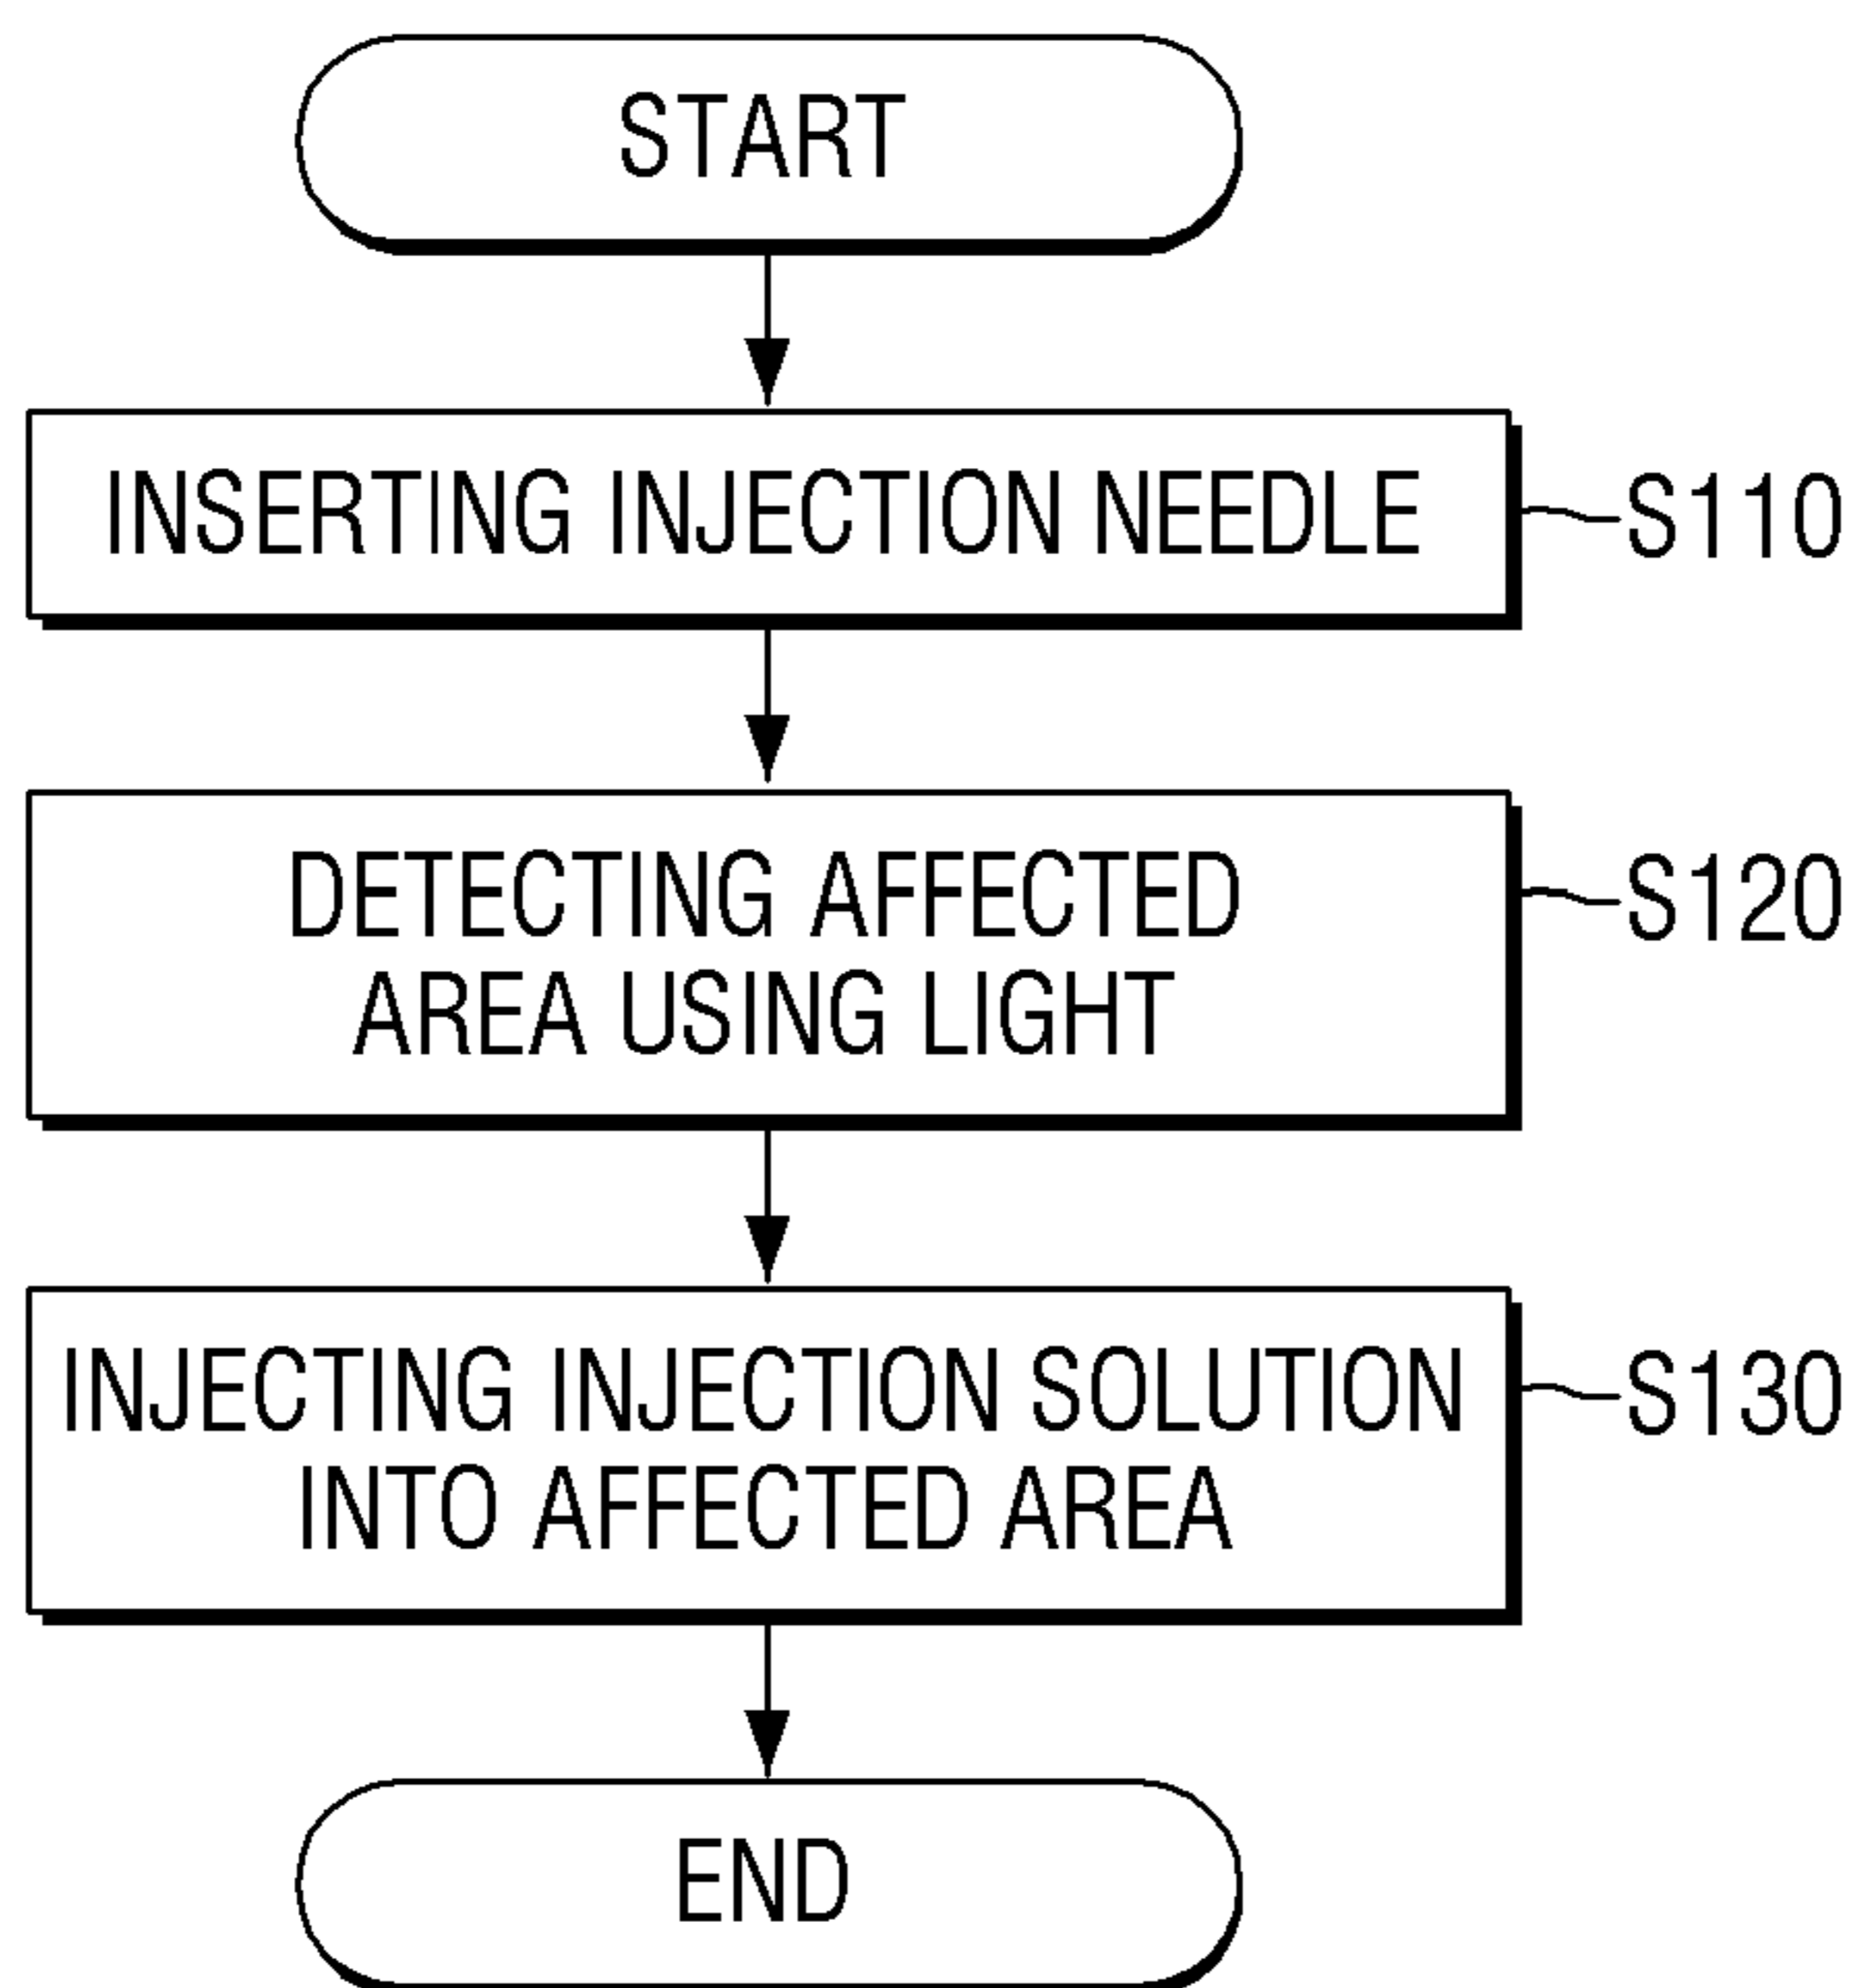 START
INSERTING INJECTION NEEDLE
S110
DETECTING AFFECTED
AREA USING LIGHT
S120
INJECTING INJECTION SOLUTION
INTO AFFECTED AREA
S130
END